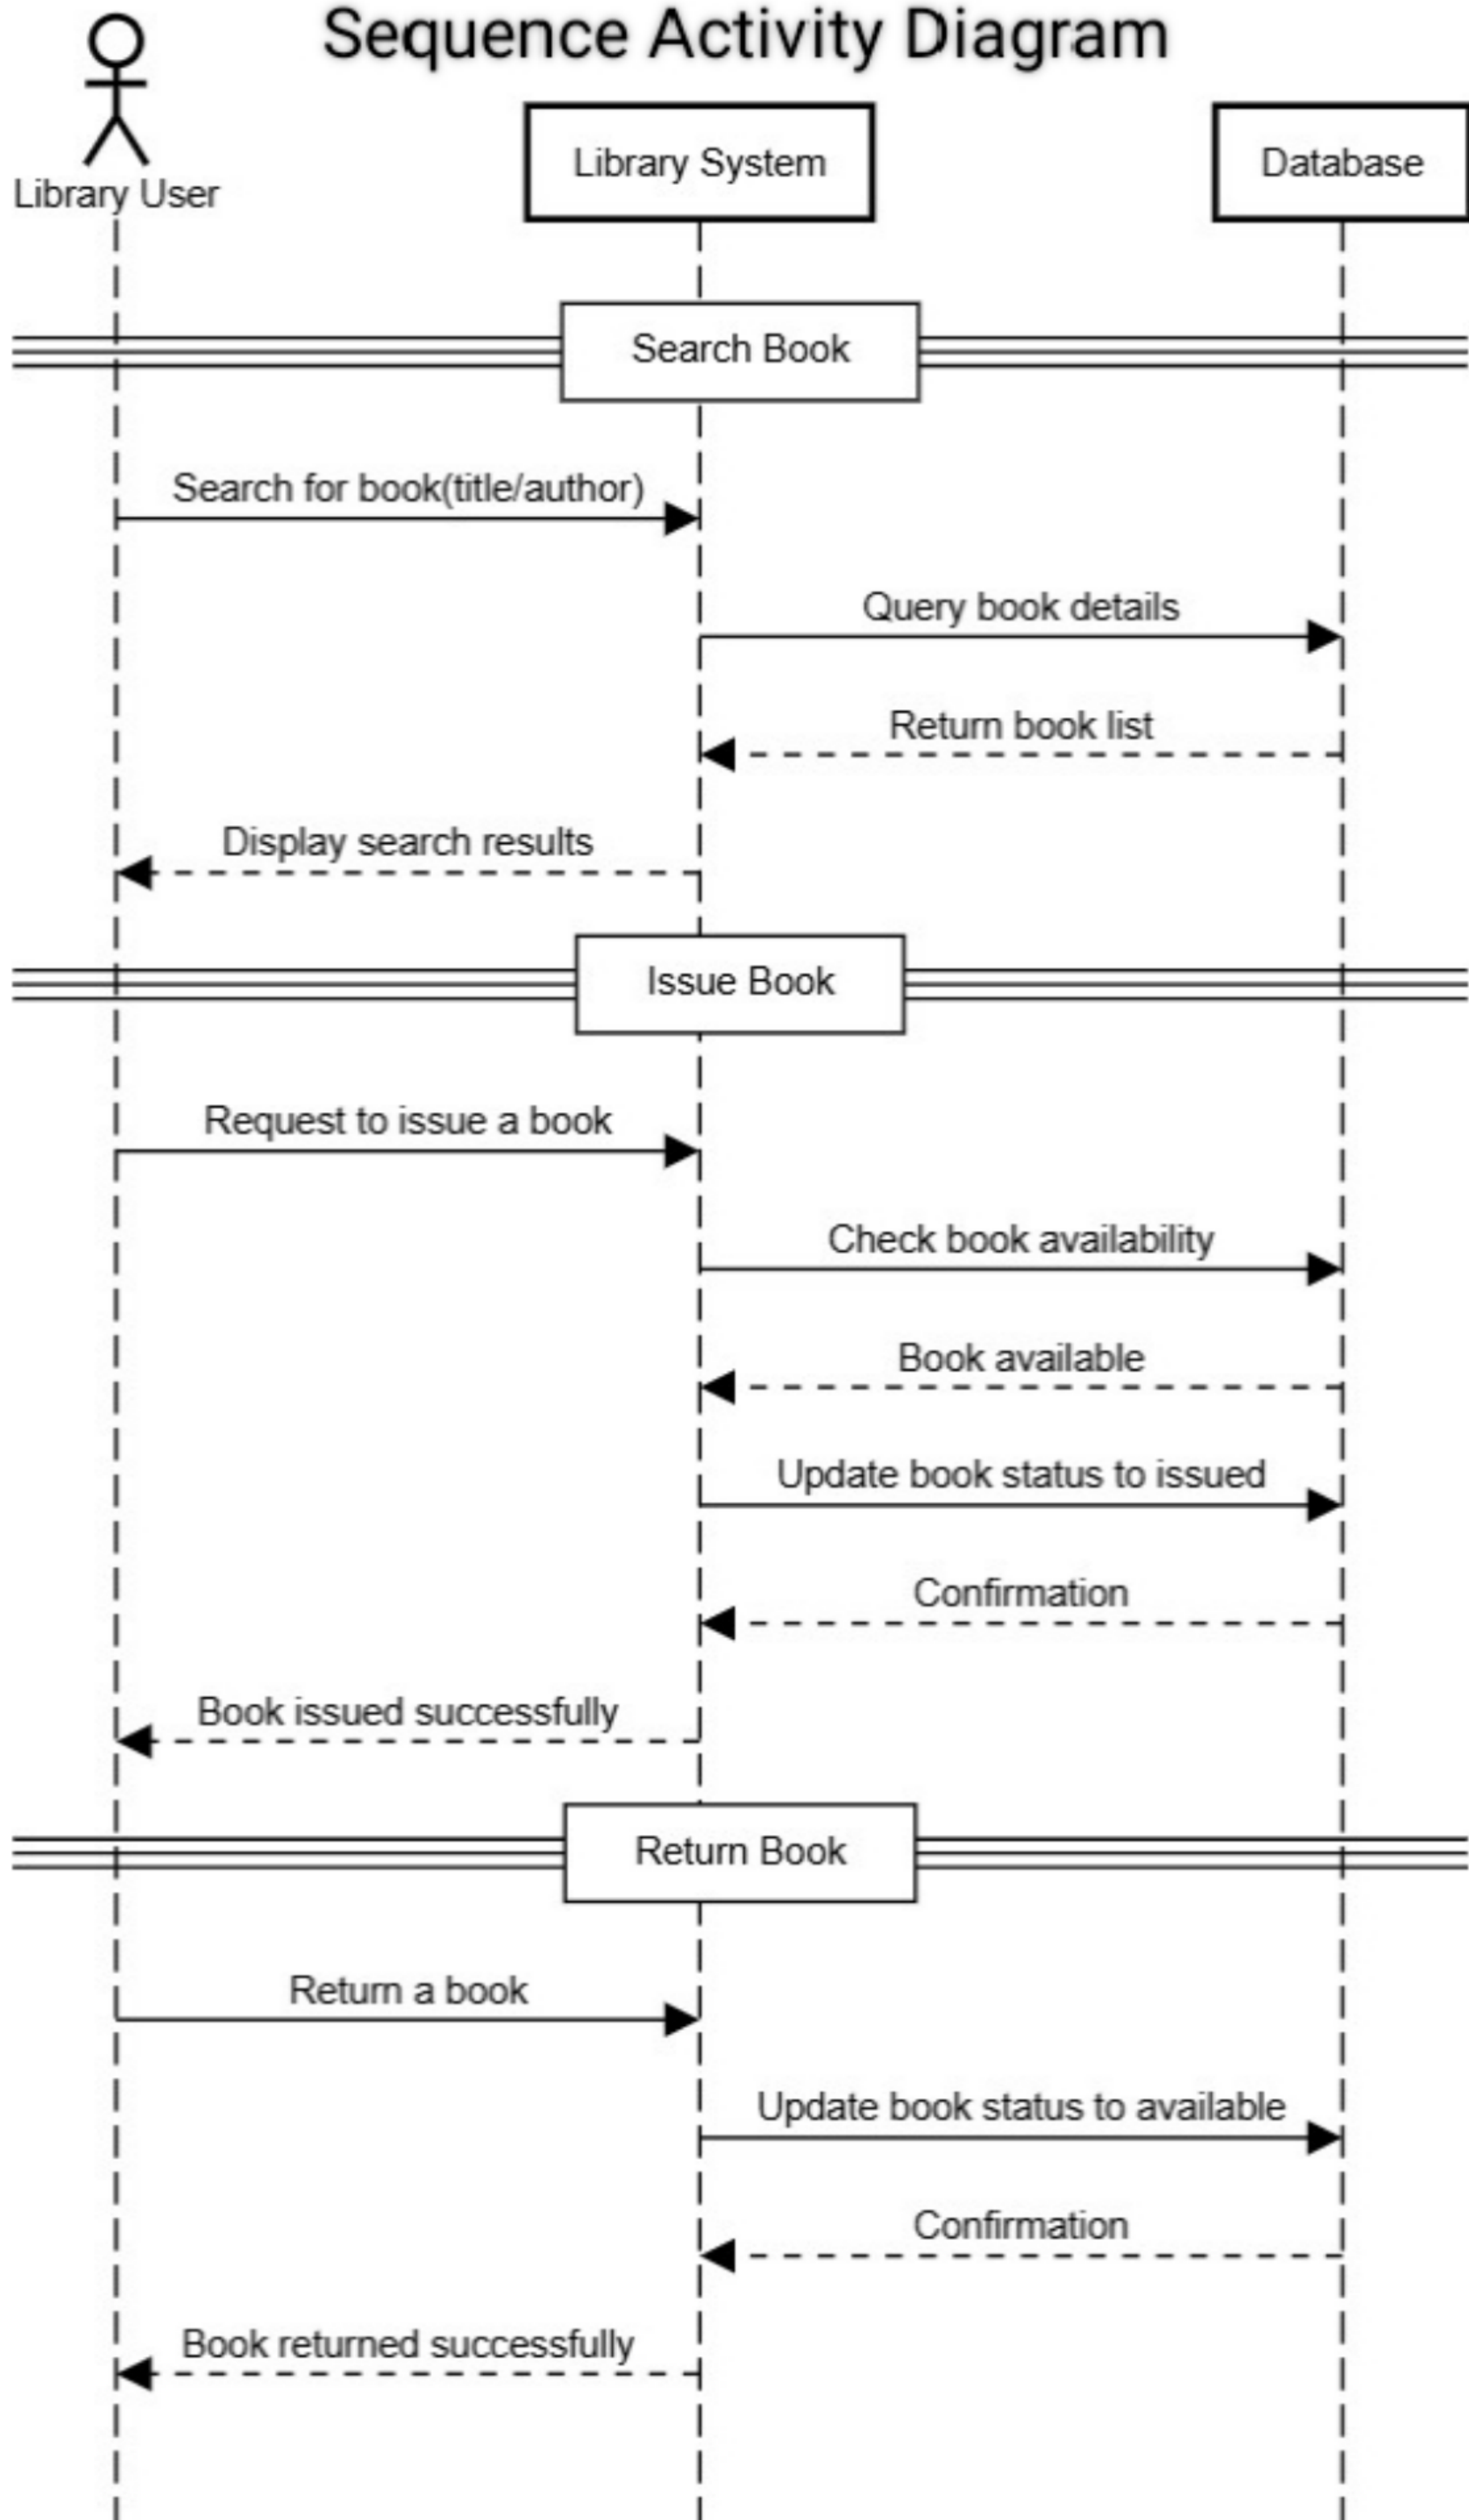 Sequence Activity Diagram
Library User
Library System
Database
Search Book
Search for book(title/author)
Query book details
Return book list
Display search results
Issue Book
Request to issue a book
Check book availability
Book available
Update book status to issued
Confirmation
Book issued successfully
Return Book
Return a book
Update book status to available
Confirmation
Book returned successfully